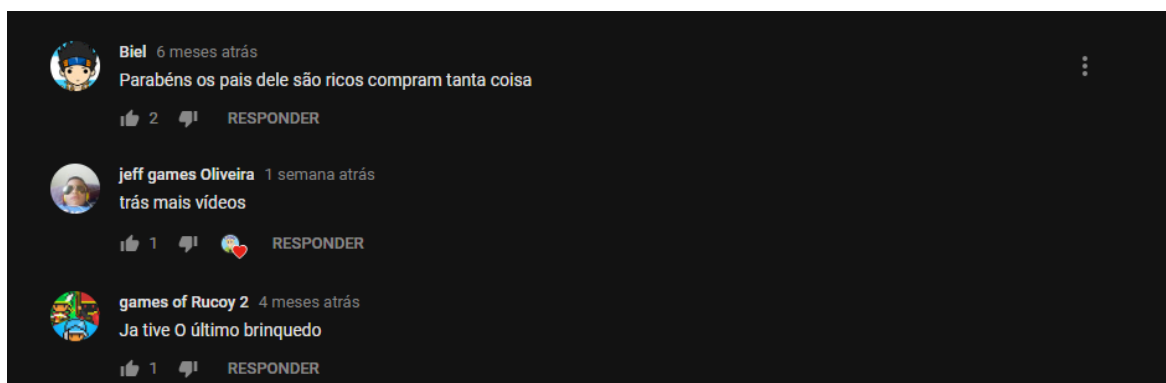 Biel 6 meses atrás
Parabéns os pais dele são ricos compram tanta coisa
2 RESPONDER
jeff games Oliveira 1 semana atrás
trás mais vídeos
1 RESPONDER
games of Rucoy 2 4 meses atrás
Ja tive O último brinquedo
1 RESPONDER